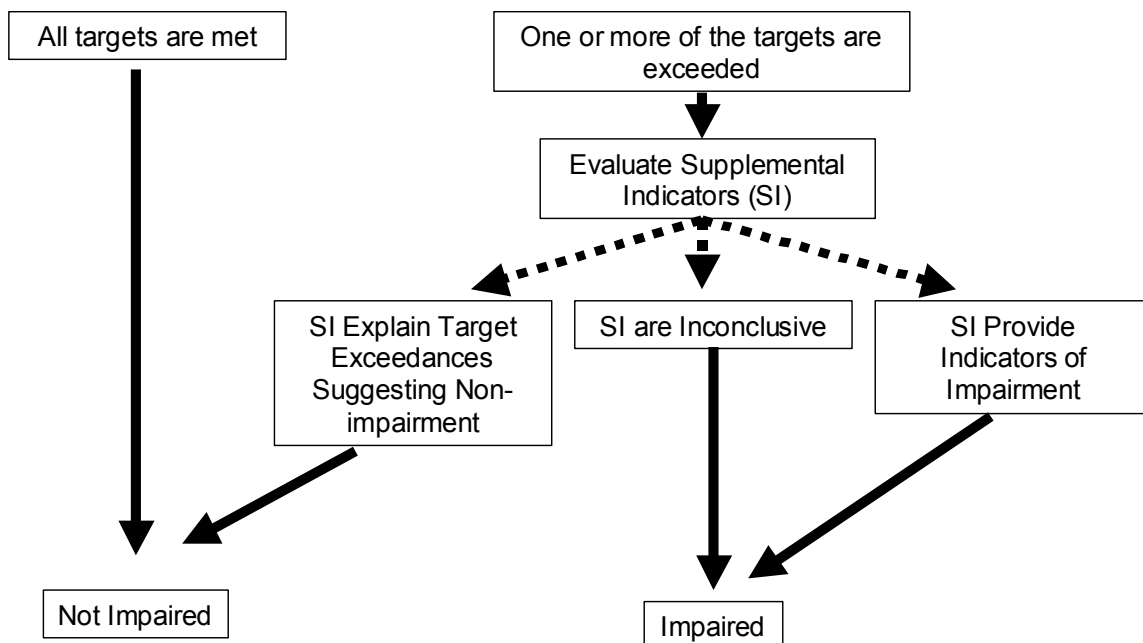 All targets are met
One or more of the targets are
exceeded
Evaluate Supplemental
Indicators (SI)
SI Explain Target
Exceedances
Suggesting Non-
impairment
SI are Inconclusive
SI Provide
Indicators of
Impairment
Not Impaired
Impaired